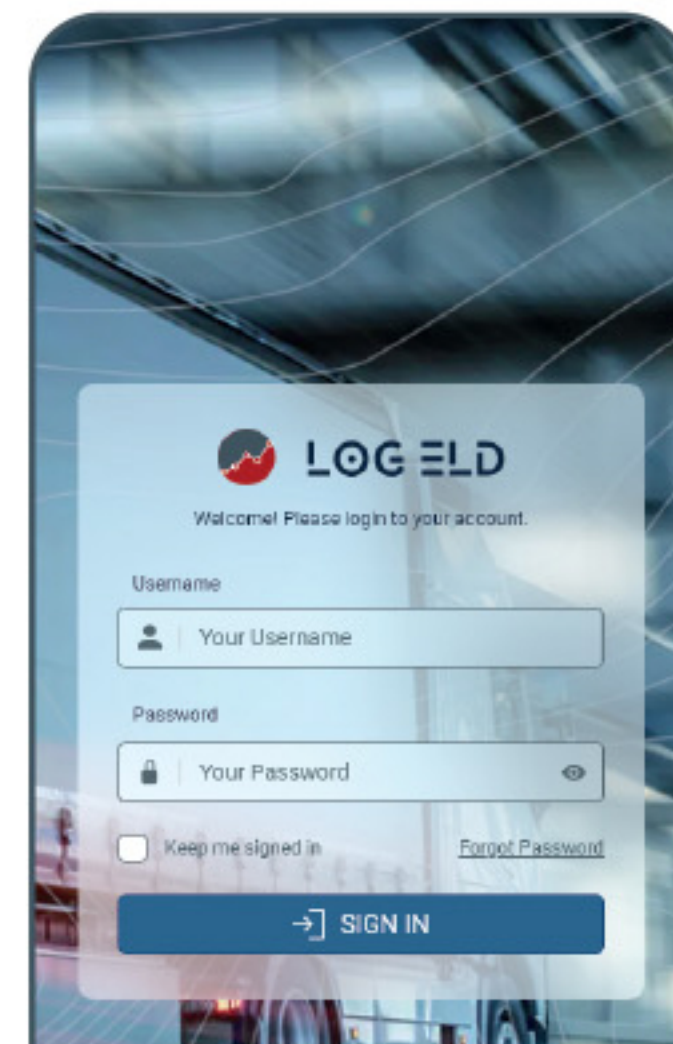 LOG ELD
Welcome! Please login to your account.
Username
Your Username
Password
Your Password
Keep me signed in
Forgot Password
SIGN IN